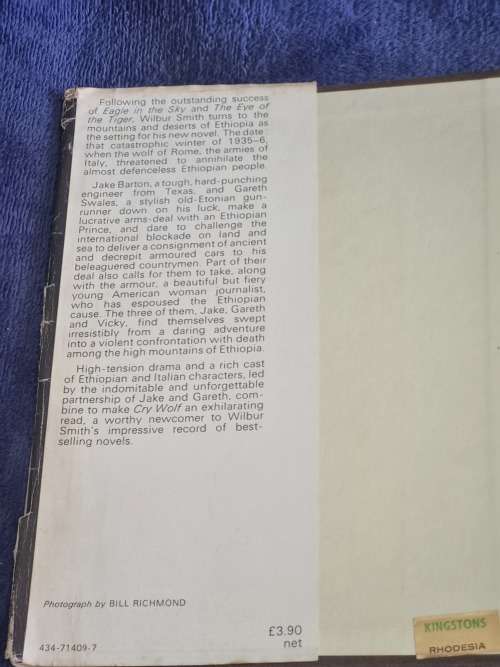 Following the outstanding success
of Eagle in the Sky and The Eye of
the Tiger, Wilbur Smith turns to the
mountains and deserts of Ethiopia as
the setting for his new novel. The date:
that catastrophic winter of 1935–6,
when the wolf of Rome, the armies of
Italy, threatened to annihilate the
almost defenceless Ethiopian people.
Jake Barton, a tough, hard-punching
engineer from Texas, and Gareth
Swales, a stylish old-Etonian gun-
runner down on his luck, make a
lucrative arms-deal with an Ethiopian
Prince, and dare to challenge the
international blockade on land and
sea to deliver a consignment of ancient
and decrepit armoured cars to his
beleaguered countrymen. Part of their
deal also calls for them to take, along
with the armour, a beautiful but fiery
young American woman journalist,
who has espoused the Ethiopian
cause. The three of them, Jake, Gareth
and Vicky, find themselves swept
irresistibly from a daring adventure
into a violent confrontation with death
among the high mountains of Ethiopia.
High-tension drama and a rich cast
of Ethiopian and Italian characters, led
by the indomitable and unforgettable
partnership of Jake and Gareth, com-
bine to make Cry Wolf an exhilarating
read, a worthy newcomer to Wilbur
Smith's impressive record of best-
selling novels.
Photograph by BILL RICHMOND
£3.90
net
434-71409-7
KINGSTONS
RHODESIA